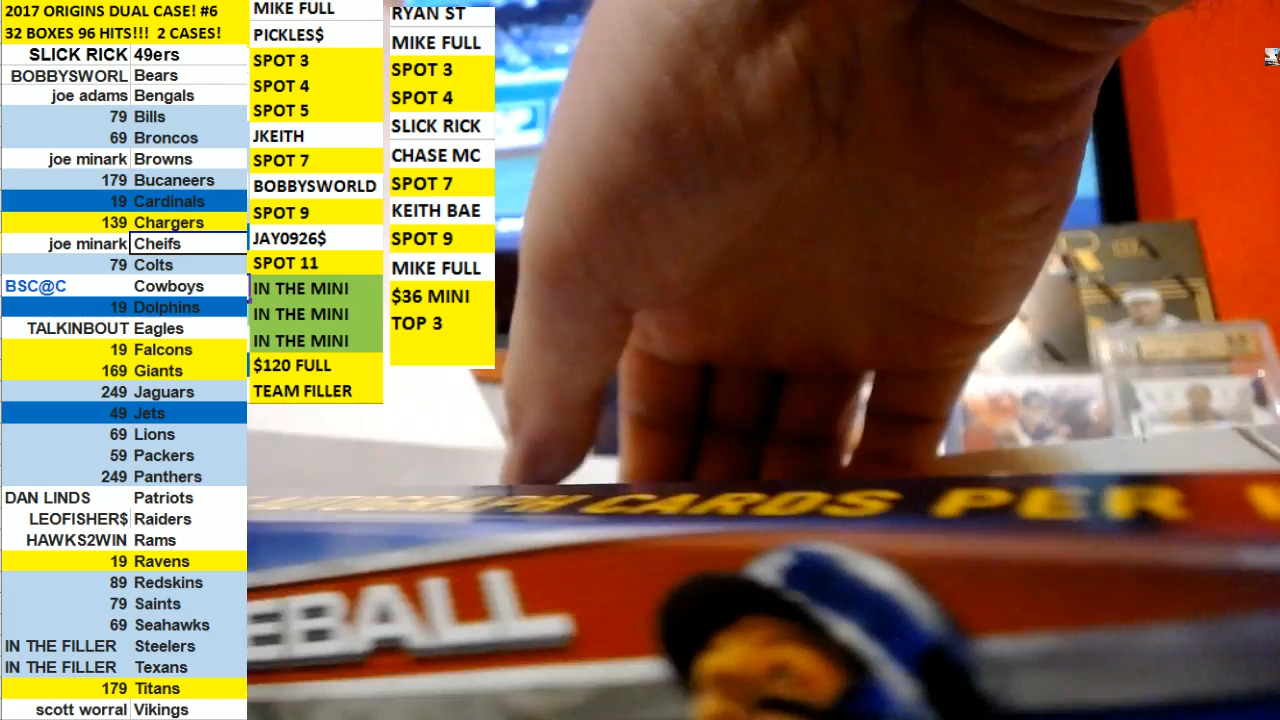 2017 ORIGINS DUAL CASE! #6
32 BOXES 96 HITS!!! 2 CASES!
SLICK RICK 49ers
BOBBYSWORL Bears
joe adams Bengals
79 Bills
69 Broncos
joe minark Browns
179 Bucaneers
19 Cardinals
139 Chargers
joe minark Cheifs
79 Colts
BSC@C Cowboys
19 Dolphins
TALKINBOUT Eagles
19 Falcons
169 Giants
249 Jaguars
49 Jets
69 Lions
59 Packers
249 Panthers
DAN LINDS Patriots
LEOFISHER$ Raiders
HAWKS2WIN Rams
19 Ravens
89 Redskins
79 Saints
69 Seahawks
IN THE FILLER Steelers
IN THE FILLER Texans
179 Titans
scott worral Vikings
MIKE FULL
PICKLES$
SPOT 3
SPOT 4
SPOT 5
JKEITH
SPOT 7
BOBBYSWORLD
SPOT 9
JAY0926$
SPOT 11
IN THE MINI
IN THE MINI
IN THE MINI
$120 FULL
TEAM FILLER
RYAN ST
MIKE FULL
SPOT 3
SPOT 4
SLICK RICK
CHASE MC
SPOT 7
KEITH BAE
SPOT 9
MIKE FULL
$36 MINI
TOP 3
CARDS PER
EBALL